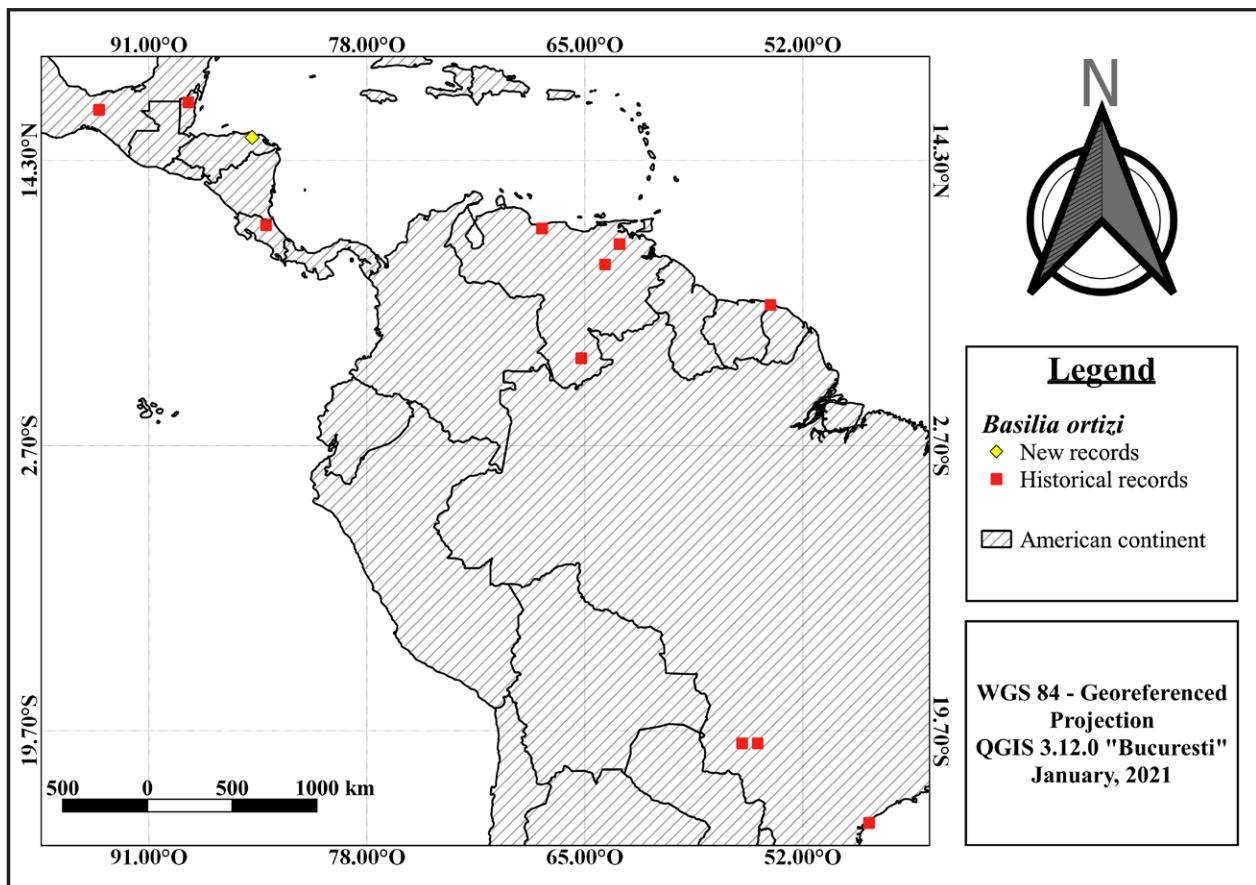 91.00°O 78.00°O 65.00°O 52.00°O
14.30°N
14.30°N
2.70°S
2.70°S
19.70°S
19.70°S
500 0 500 1000 km
91.00°O 78.00°O 65.00°O 52.00°O
N
Legend
Basilia ortizi
New records
Historical records
American continent
WGS 84 - Georeferenced
Projection
QGIS 3.12.0 "Bucuresti"
January, 2021